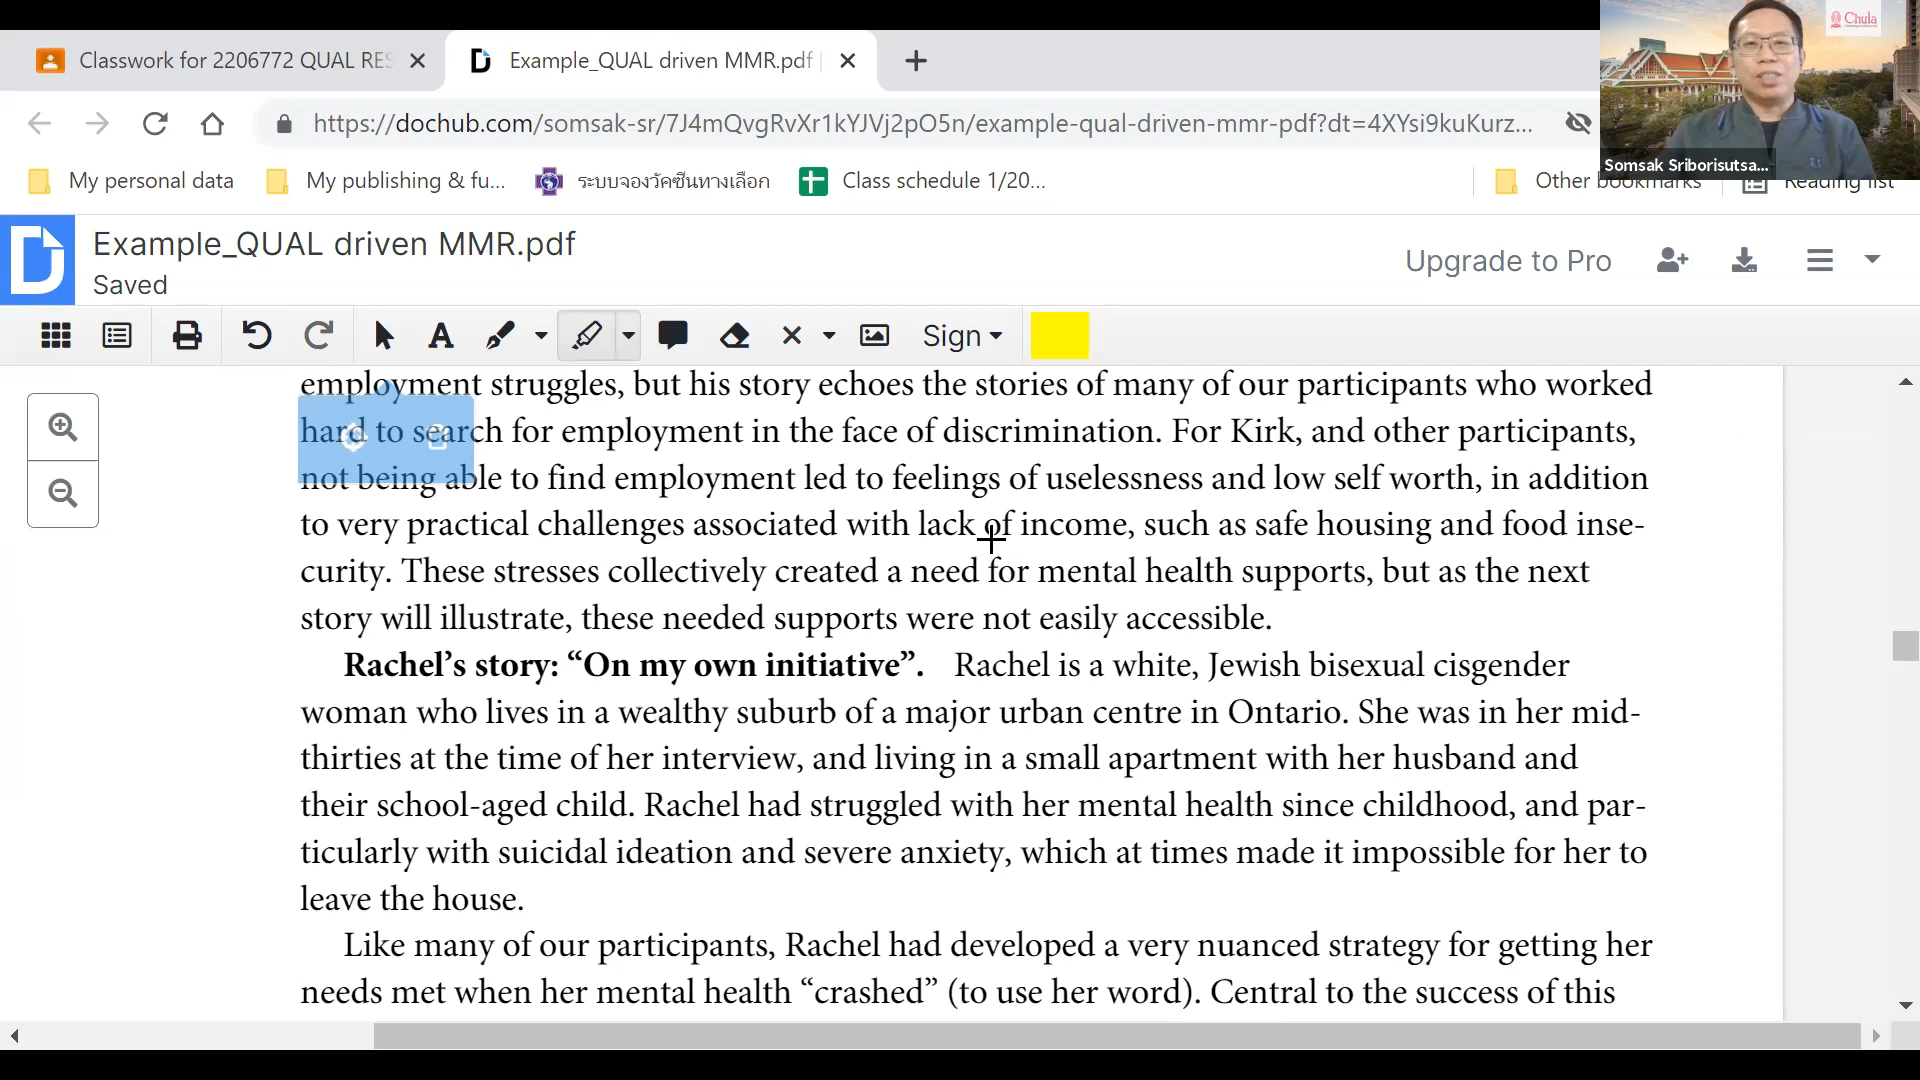 Classwork for 2206772 QUAL RES
Example_QUAL driven MMR.pdf
Chula
https://dochub.com/somsak-sr/7J4mQvgRvXr1kYJVj2pO5n/example-qual-driven-mmr-pdf?dt=4XYsi9kuKurz...
Somsak Sriborisutsa...
My personal data
My publishing & fu...
ระบบจองวัคซีนทางเลือก
Class schedule 1/20...
Other bookmarks
Reading list
Example_QUAL driven MMR.pdf
Saved
Upgrade to Pro
Sign
employment struggles, but his story echoes the stories of many of our participants who worked
hard to search for employment in the face of discrimination. For Kirk, and other participants,
not being able to find employment led to feelings of uselessness and low self worth, in addition
to very practical challenges associated with lack of income, such as safe housing and food inse-
curity. These stresses collectively created a need for mental health supports, but as the next
story will illustrate, these needed supports were not easily accessible.
Rachel’s story: “On my own initiative”. Rachel is a white, Jewish bisexual cisgender
woman who lives in a wealthy suburb of a major urban centre in Ontario. She was in her mid-
thirties at the time of her interview, and living in a small apartment with her husband and
their school-aged child. Rachel had struggled with her mental health since childhood, and par-
ticularly with suicidal ideation and severe anxiety, which at times made it impossible for her to
leave the house.
Like many of our participants, Rachel had developed a very nuanced strategy for getting her
needs met when her mental health “crashed” (to use her word). Central to the success of this